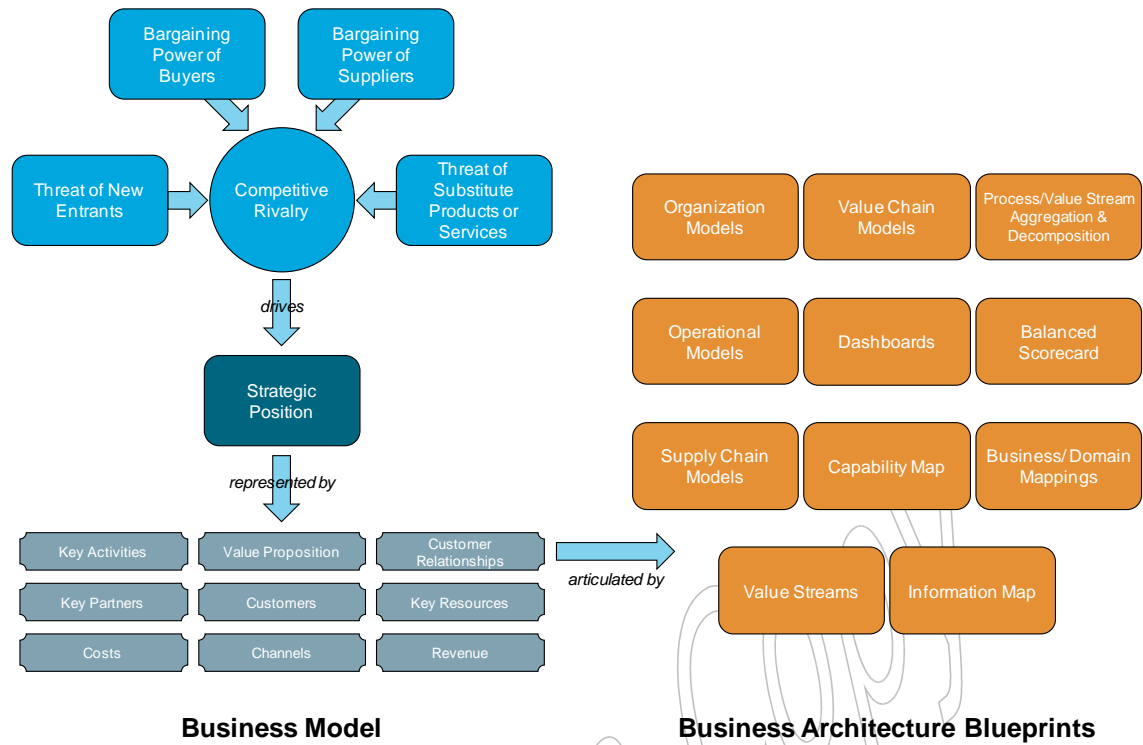 Bargaining
Power of
Buyers
Bargaining
Power of
Suppliers
Threat of New
Entrants
Competitive
Rivalry
Threat of
Substitute
Products or
Services
drives
Strategic
Position
represented by
Key Activities
Value Proposition
Customer
Relationships
Key Partners
Customers
Key Resources
Costs
Channels
Revenue
Business Model
articulated by
Organization
Models
Value Chain
Models
Process/Value Stream
Aggregation &
Decomposition
Operational
Models
Dashboards
Balanced
Scorecard
Supply Chain
Models
Capability Map
Business/ Domain
Mappings
Value Streams
Information Map
Business Architecture Blueprints